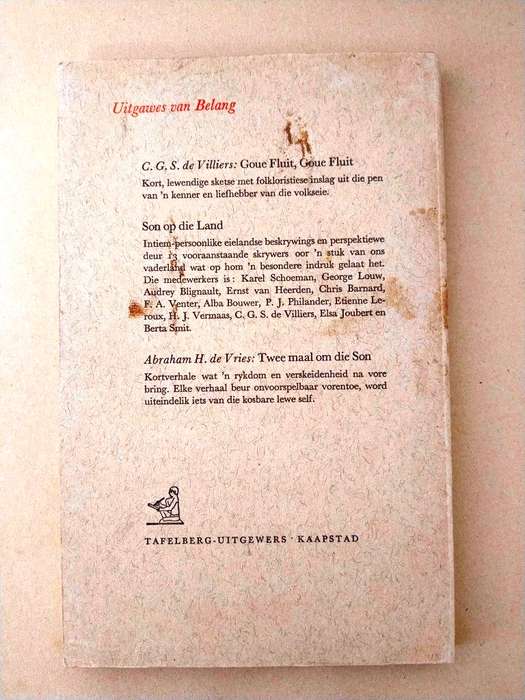 Uitgawes van Belang
C. G. S. de Villiers: Goue Fluit, Goue Fluit
Kort, lewendige sketse met folkloristiese inslag uit die pen
van 'n kenner en liefhebber van die volkseie.
Son op die Land
Intiem-persoonlike eielandse beskrywings en perspektiewe
deur 13 vooraanstaande skrywers oor 'n stuk van ons
vaderland wat op hom 'n besondere indruk gelaat het.
Die medewerkers is: Karel Schoeman, George Louw,
Audrey Blignault, Ernst van Heerden, Chris Barnard,
F. A. Venter, Alba Bouwer, P. J. Philander, Etienne Le-
roux, H. J. Vermaas, C. G. S. de Villiers, Elsa Joubert en
Berta Smit.
Abraham H. de Vries: Twee maal om die Son
Kortverhale wat 'n rykdom en verskeidenheid na vore
bring. Elke verhaal beur onvoorspelbaar vorentoe, word
uiteindelik iets van die kosbare lewe self.
TAFELBERG-UITGEWERS · KAAPSTAD